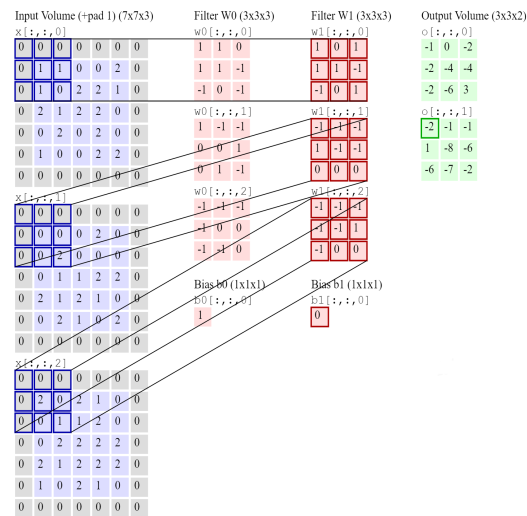 Input Volume (+pad 1) (7x7x3)
x[:,:,0]
0 0 0 0 0 0 0
0 1 1 0 0 2 0
0 1 0 2 2 1 0
0 2 1 2 2 0 0
0 0 2 0 2 0 0
0 1 0 0 2 2 0
0 0 0 0 0 0 0
x[:,:,1]
0 0 0 0 0 0 0
0 0 0 0 2 0 0
0 0 2 0 0 0 0
0 0 1 1 2 2 0
0 2 1 2 1 0 0
0 0 2 1 0 2 0
0 0 0 0 0 0 0
x[:,:,2]
0 0 0 0 0 0 0
0 2 0 2 1 0 0
0 0 1 1 2 0 0
0 0 2 2 2 2 0
0 2 1 2 2 2 0
0 1 0 2 1 0 0
0 0 0 0 0 0 0
Filter W0 (3x3x3)
w0[:,:,0]
1 1 0
1 1 -1
-1 0 -1
w0[:,:,1]
1 -1 -1
0 0 1
0 1 -1
w0[:,:,2]
-1 -1 -1
-1 0 0
-1 -1 0
Bias b0 (1x1x1)
b0[:,:,0]
1
Filter W1 (3x3x3)
w1[:,:,0]
1 0 1
1 1 -1
-1 0 1
w1[:,:,1]
-1 -1 -1
1 -1 -1
0 0 0
w1[:,:,2]
-1 -1 -1
-1 -1 1
-1 0 0
Bias b1 (1x1x1)
b1[:,:,0]
0
Output Volume (3x3x2)
o[:,:,0]
-1 0 -2
-2 -4 -4
-2 -6 3
o[:,:,1]
-2 -1 -1
1 -8 -6
-6 -7 -2